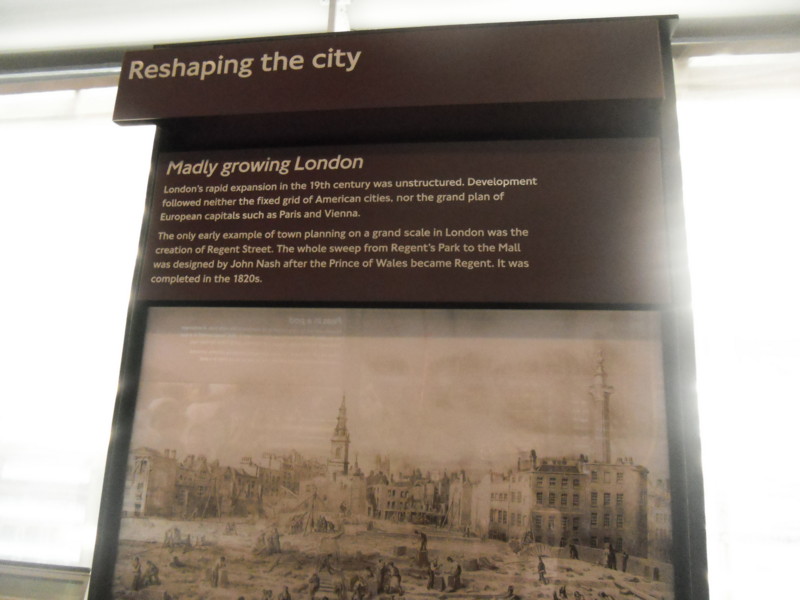 Reshaping the city
Madly growing London
London's rapid expansion in the 19th century was unstructured. Development
followed neither the fixed grid of American cities, nor the grand plan of
European capitals such as Paris and Vienna.
The only early example of town planning on a grand scale in London was the
creation of Regent Street. The whole sweep from Regent's Park to the Mall
was designed by John Nash after the Prince of Wales became Regent. It was
completed in the 1820s.